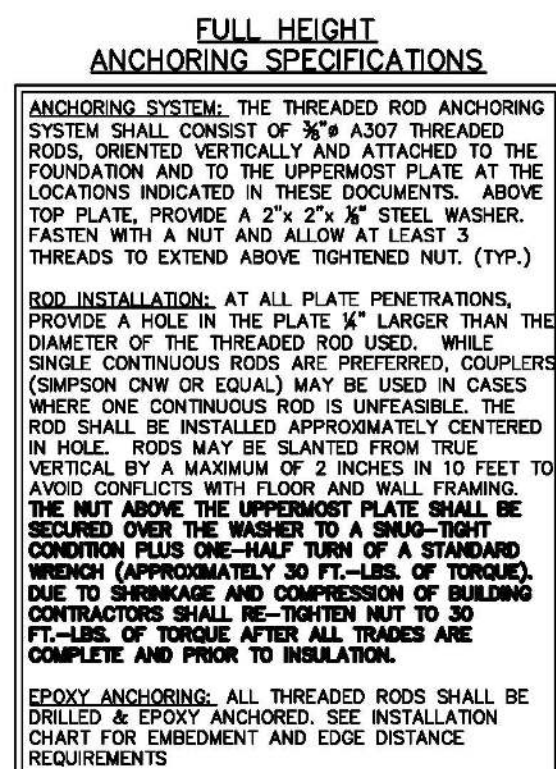 FULL HEIGHT
ANCHORING SPECIFICATIONS
ANCHORING SYSTEM: THE THREADED ROD ANCHORING
SYSTEM SHALL CONSIST OF ⅜"ø A307 THREADED
RODS, ORIENTED VERTICALLY AND ATTACHED TO THE
FOUNDATION AND TO THE UPPERMOST PLATE AT THE
LOCATIONS INDICATED IN THESE DOCUMENTS. ABOVE
TOP PLATE, PROVIDE A 2"x 2"x ⅛" STEEL WASHER.
FASTEN WITH A NUT AND ALLOW AT LEAST 3
THREADS TO EXTEND ABOVE TIGHTENED NUT. (TYP.)
ROD INSTALLATION: AT ALL PLATE PENETRATIONS,
PROVIDE A HOLE IN THE PLATE ¼" LARGER THAN THE
DIAMETER OF THE THREADED ROD USED. WHILE
SINGLE CONTINUOUS RODS ARE PREFERRED, COUPLERS
(SIMPSON CNW OR EQUAL) MAY BE USED IN CASES
WHERE ONE CONTINUOUS ROD IS UNFEASIBLE. THE
ROD SHALL BE INSTALLED APPROXIMATELY CENTERED
IN HOLE. RODS MAY BE SLANTED FROM TRUE
VERTICAL BY A MAXIMUM OF 2 INCHES IN 10 FEET TO
AVOID CONFLICTS WITH FLOOR AND WALL FRAMING.
THE NUT ABOVE THE UPPERMOST PLATE SHALL BE
SECURED OVER THE WASHER TO A SNUG-TIGHT
CONDITION PLUS ONE-HALF TURN OF A STANDARD
WRENCH (APPROXIMATELY 30 FT.-LBS. OF TORQUE).
DUE TO SHRINKAGE AND COMPRESSION OF BUILDING
CONTRACTORS SHALL RE-TIGHTEN NUT TO 30
FT.-LBS. OF TORQUE AFTER ALL TRADES ARE
COMPLETE AND PRIOR TO INSULATION.
EPOXY ANCHORING: ALL THREADED RODS SHALL BE
DRILLED & EPOXY ANCHORED. SEE INSTALLATION
CHART FOR EMBEDMENT AND EDGE DISTANCE
REQUIREMENTS